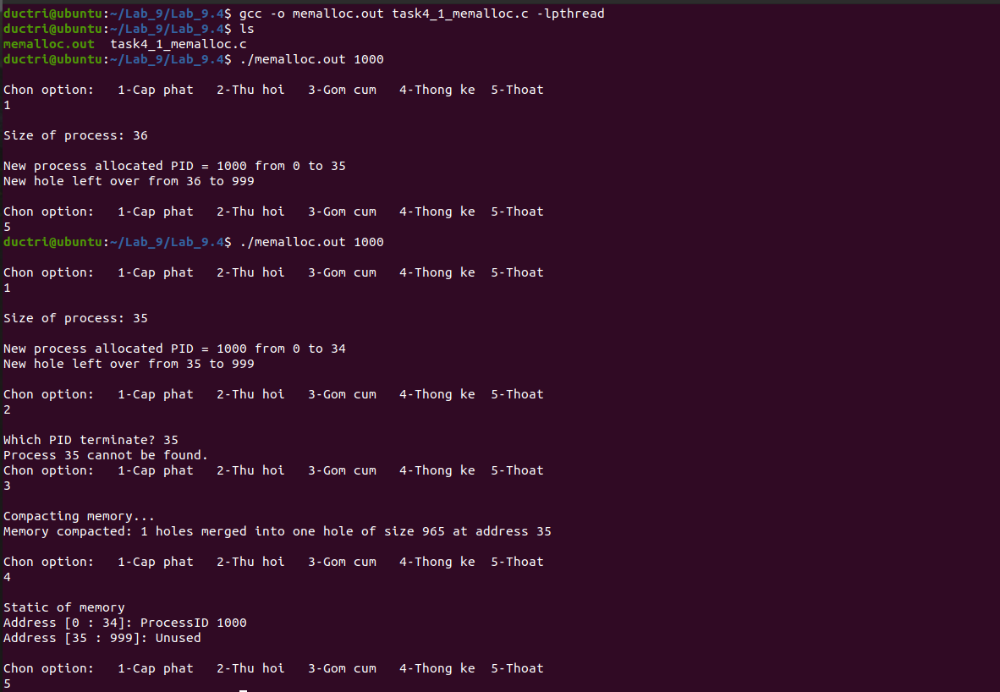 ductri@ubuntu:~/Lab_9/Lab_9.4$ gcc -o memalloc.out task4_1_memalloc.c -lpthread
ductri@ubuntu:~/Lab_9/Lab_9.4$ ls
memalloc.out  task4_1_memalloc.c
ductri@ubuntu:~/Lab_9/Lab_9.4$ ./memalloc.out 1000
Chon option:   1-Cap phat   2-Thu hoi   3-Gom cum   4-Thong ke  5-Thoat
1
Size of process: 36
New process allocated PID = 1000 from 0 to 35
New hole left over from 36 to 999
Chon option:   1-Cap phat   2-Thu hoi   3-Gom cum   4-Thong ke  5-Thoat
5
ductri@ubuntu:~/Lab_9/Lab_9.4$ ./memalloc.out 1000
Chon option:   1-Cap phat   2-Thu hoi   3-Gom cum   4-Thong ke  5-Thoat
1
Size of process: 35
New process allocated PID = 1000 from 0 to 34
New hole left over from 35 to 999
Chon option:   1-Cap phat   2-Thu hoi   3-Gom cum   4-Thong ke  5-Thoat
2
Which PID terminate? 35
Process 35 cannot be found.
Chon option:   1-Cap phat   2-Thu hoi   3-Gom cum   4-Thong ke  5-Thoat
3
Compacting memory...
Memory compacted: 1 holes merged into one hole of size 965 at address 35
Chon option:   1-Cap phat   2-Thu hoi   3-Gom cum   4-Thong ke  5-Thoat
4
Static of memory
Address [0 : 34]: ProcessID 1000
Address [35 : 999]: Unused
Chon option:   1-Cap phat   2-Thu hoi   3-Gom cum   4-Thong ke  5-Thoat
5